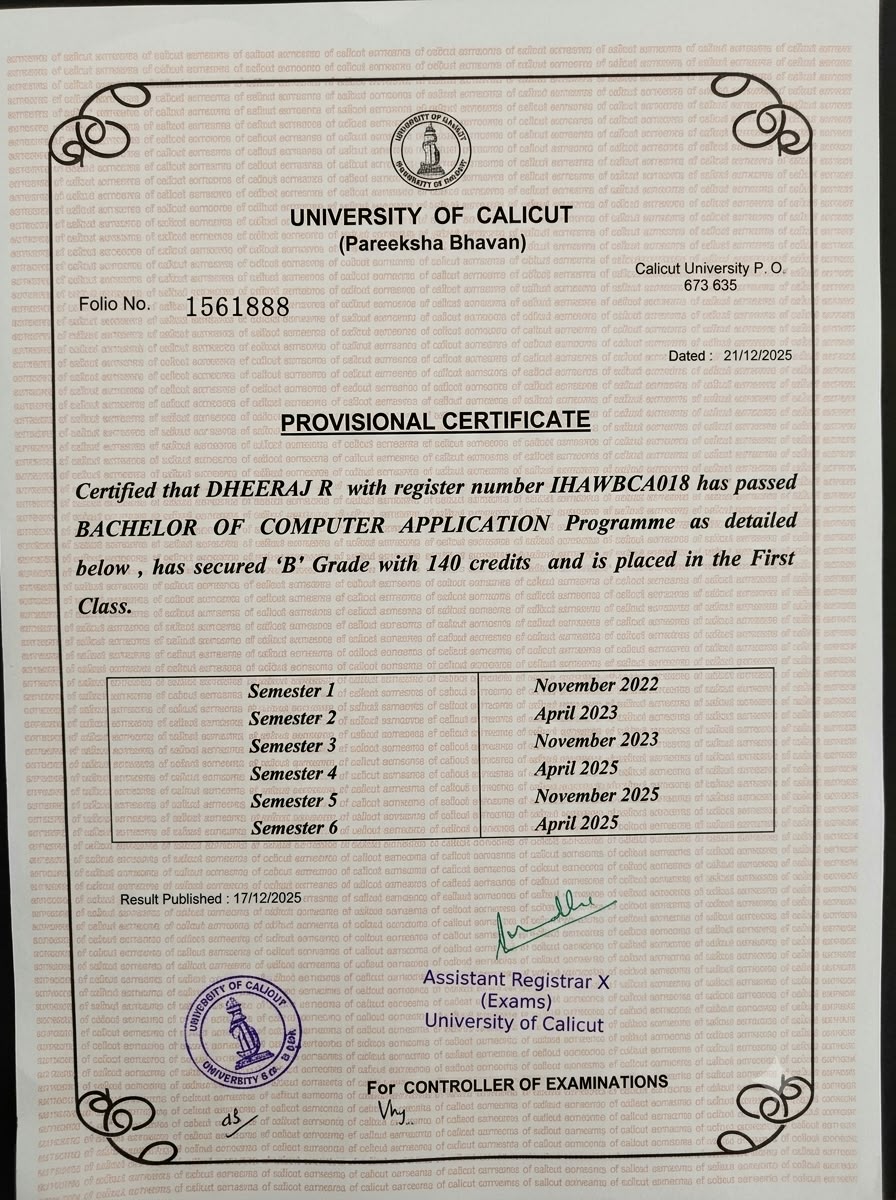 UNIVERSITY OF CALICUT
(Pareeksha Bhavan)
Calicut University P. O.
673 635
Folio No. 1561888
Dated : 21/12/2025
PROVISIONAL CERTIFICATE
Certified that DHEERAJ R with register number IHAWBCA018 has passed
BACHELOR OF COMPUTER APPLICATION Programme as detailed
below , has secured ‘B’ Grade with 140 credits and is placed in the First
Class.
Semester 1 November 2022
Semester 2 April 2023
Semester 3 November 2023
Semester 4 April 2025
Semester 5 November 2025
Semester 6 April 2025
Result Published : 17/12/2025
Assistant Registrar X
(Exams)
University of Calicut
UNIVERSITY OF
For CONTROLLER OF EXAMINATIONS